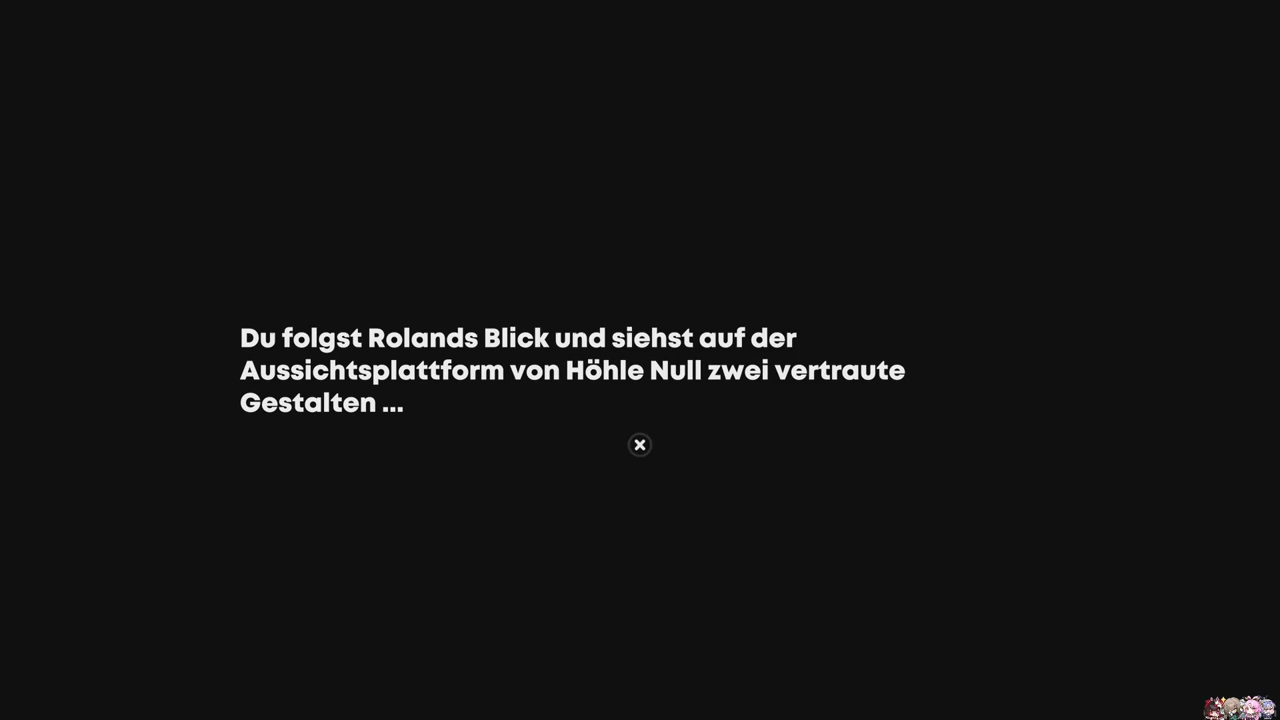 Du folgst Rolands Blick und siehst auf der
Aussichtsplattform von Höhle Null zwei vertraute
Gestalten ...